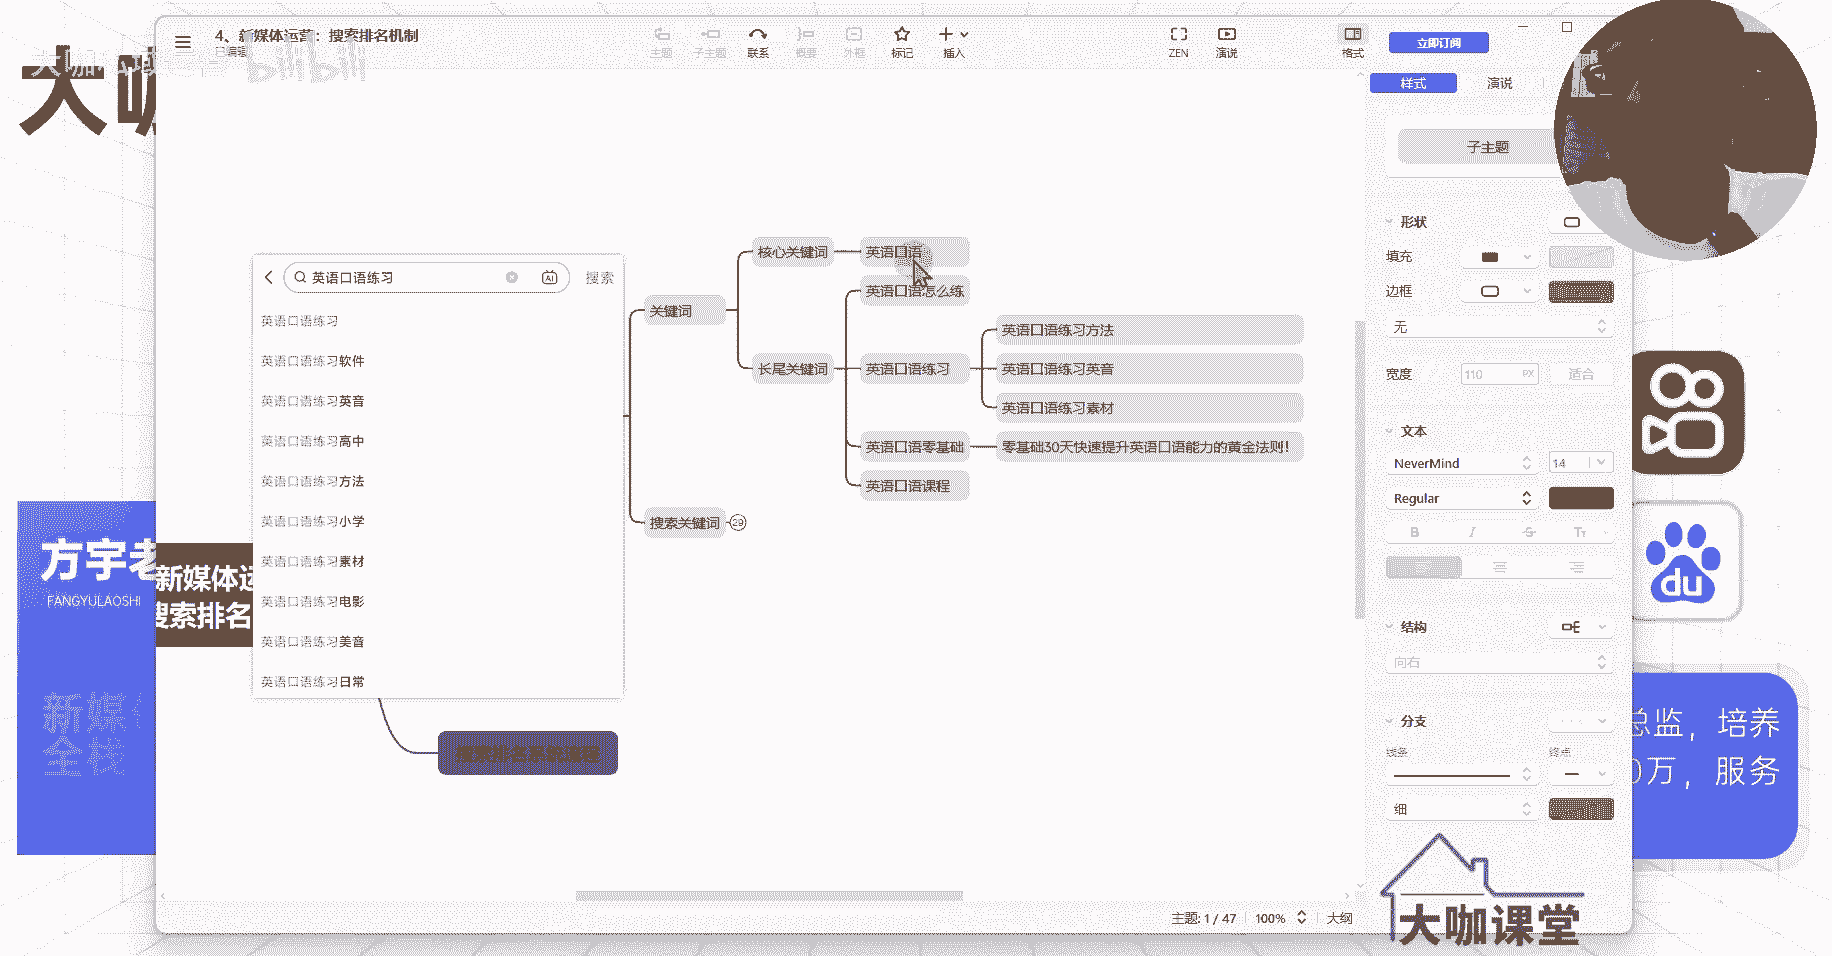 4、新媒体运营：搜索排名机制
已编辑
bilibili
主题
子主题
联系
概要
外框
标记
插入
ZEN
演说
格式
立即订阅
样式
演说
大咖
子主题
形状
填充
边框
无
宽度
110
PX
适合
文本
NeverMind
14
Regular
结构
向右
分支
线条
终点
细
英语口语练习
搜索
英语口语练习
英语口语练习软件
英语口语练习英音
英语口语练习高中
英语口语练习方法
英语口语练习小学
英语口语练习素材
英语口语练习电影
英语口语练习美音
英语口语练习日常
关键词
核心关键词
英语口语
长尾关键词
英语口语怎么练
英语口语练习
英语口语练习方法
英语口语练习英音
英语口语练习素材
英语口语零基础
零基础30天快速提升英语口语能力的黄金法则！
英语口语课程
搜索关键词
29
方宇老
FANGYULAOSHI
新媒体运
搜索排名
新媒
全栈
du
总监，培养
0万，服务
主题: 1 / 47
100%
大纲
大咖课堂